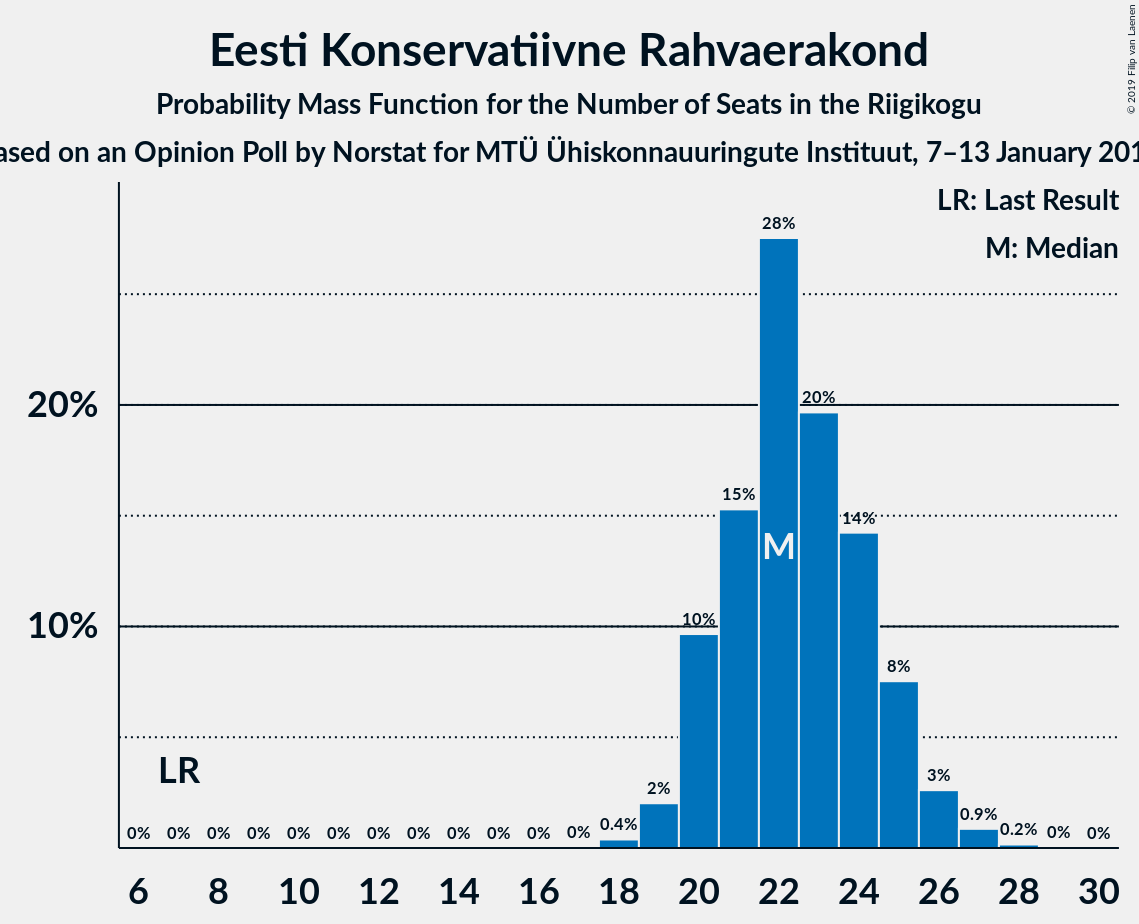 Eesti Konservatiivne Rahvaerakond
Probability Mass Function for the Number of Seats in the Riigikogu
ased on an Opinion Poll by Norstat for MTÜ Ühiskonnauuringute Instituut, 7–13 January 201
© 2019 Filip van Laenen
LR: Last Result
M: Median
28%
20%
20%
15%
14%
M
10%
10%
8%
LR
3%
2%
0% 0% 0% 0% 0% 0% 0% 0% 0% 0% 0% 0% 0.4% 0.9% 0.2% 0% 0%
6 8 10 12 14 16 18 20 22 24 26 28 30